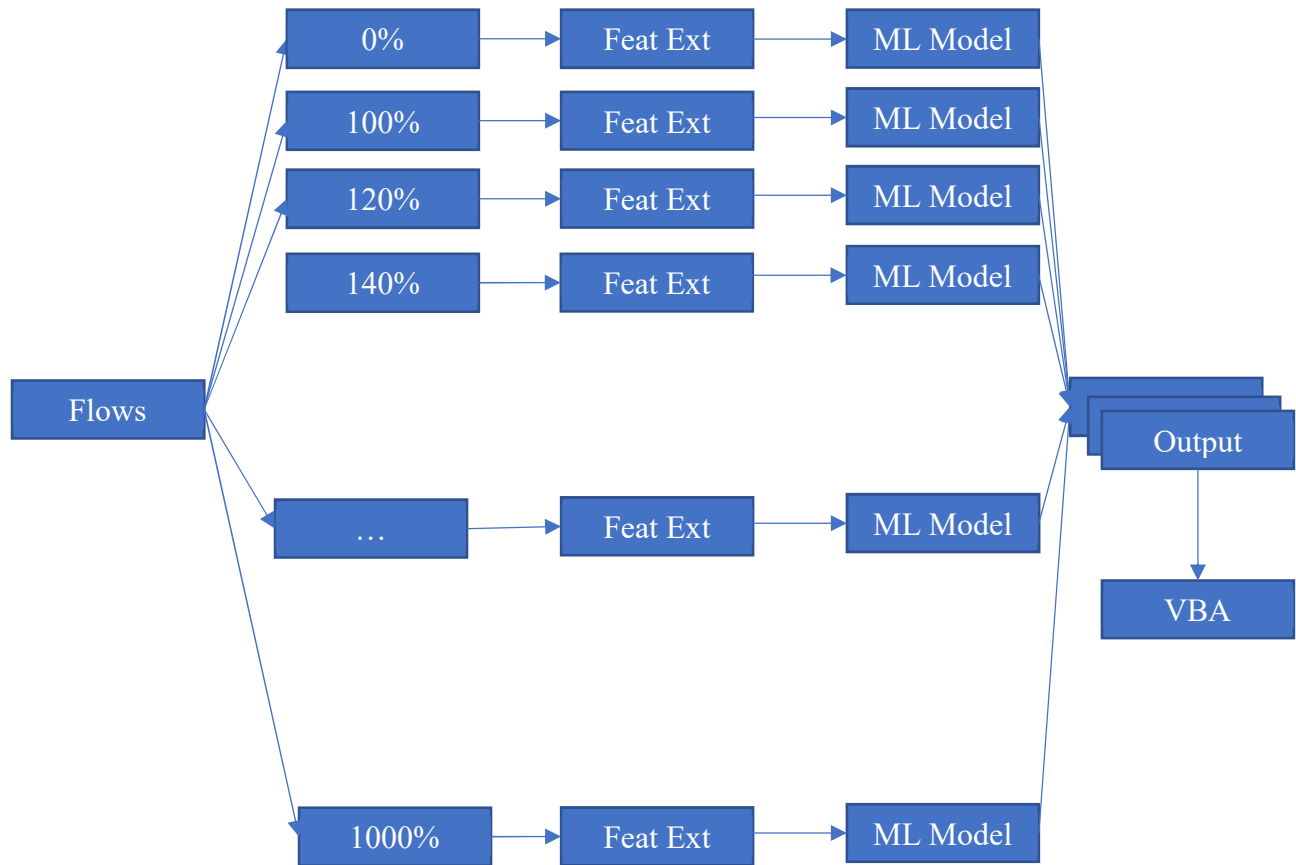 0%
Feat Ext
ML Model
100%
Feat Ext
ML Model
120%
Feat Ext
ML Model
140%
Feat Ext
ML Model
Flows
Output
…
Feat Ext
ML Model
VBA
1000%
Feat Ext
ML Model